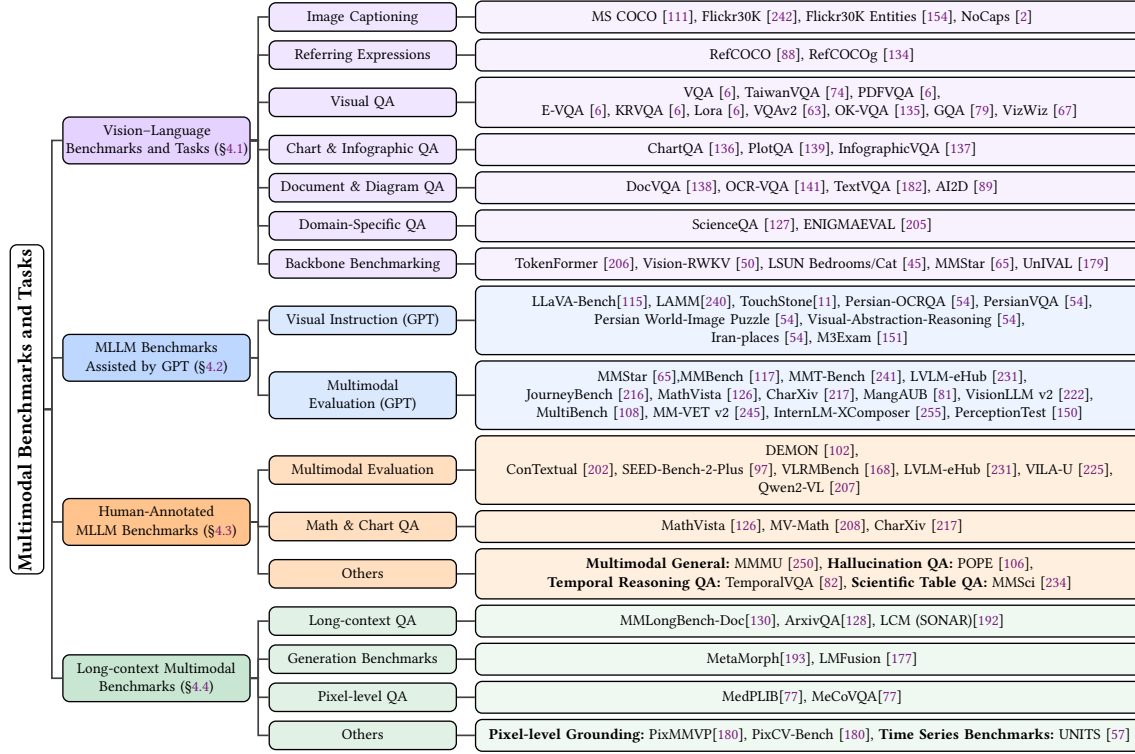 Multimodal Benchmarks and Tasks
Vision–Language
Benchmarks and Tasks (§4.1)
Image Captioning
MS COCO [111], Flickr30K [242], Flickr30K Entities [154], NoCaps [2]
Referring Expressions
RefCOCO [88], RefCOCOg [134]
Visual QA
VQA [6], TaiwanVQA [74], PDFVQA [6],
E-VQA [6], KRVQA [6], Lora [6], VQAv2 [63], OK-VQA [135], GQA [79], VizWiz [67]
Chart & Infographic QA
ChartQA [136], PlotQA [139], InfographicVQA [137]
Document & Diagram QA
DocVQA [138], OCR-VQA [141], TextVQA [182], AI2D [89]
Domain-Specific QA
ScienceQA [127], ENIGMAEVAL [205]
Backbone Benchmarking
TokenFormer [206], Vision-RWKV [50], LSUN Bedrooms/Cat [45], MMStar [65], UnIVAL [179]
MLLM Benchmarks
Assisted by GPT (§4.2)
Visual Instruction (GPT)
LLaVA-Bench[115], LAMM[240], TouchStone[11], Persian-OCRQA [54], PersianVQA [54],
Persian World-Image Puzzle [54], Visual-Abstraction-Reasoning [54],
Iran-places [54], M3Exam [151]
Multimodal
Evaluation (GPT)
MMStar [65],MMBench [117], MMT-Bench [241], LVLM-eHub [231],
JourneyBench [216], MathVista [126], CharXiv [217], MangAUB [81], VisionLLM v2 [222],
MultiBench [108], MM-VET v2 [245], InternLM-XComposer [255], PerceptionTest [150]
Human-Annotated
MLLM Benchmarks (§4.3)
Multimodal Evaluation
DEMON [102],
ConTextual [202], SEED-Bench-2-Plus [97], VLRMBench [168], LVLM-eHub [231], VILA-U [225],
Qwen2-VL [207]
Math & Chart QA
MathVista [126], MV-Math [208], CharXiv [217]
Others
Multimodal General: MMMU [250], Hallucination QA: POPE [106],
Temporal Reasoning QA: TemporalVQA [82], Scientific Table QA: MMSci [234]
Long-context Multimodal
Benchmarks (§4.4)
Long-context QA
MMLongBench-Doc[130], ArxivQA[128], LCM (SONAR)[192]
Generation Benchmarks
MetaMorph[193], LMFusion [177]
Pixel-level QA
MedPLIB[77], MeCoVQA[77]
Others
Pixel-level Grounding: PixMMVP[180], PixCV-Bench [180], Time Series Benchmarks: UNITS [57]